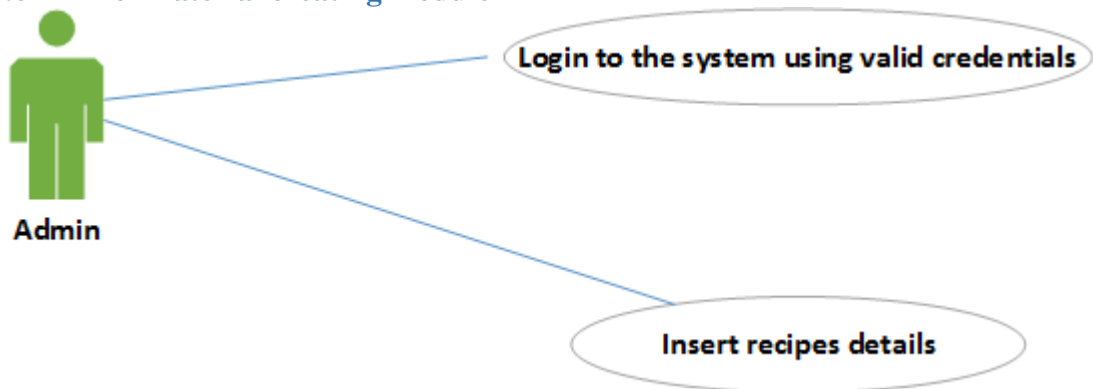 Login to the system using valid credentials
Admin
Insert recipes details